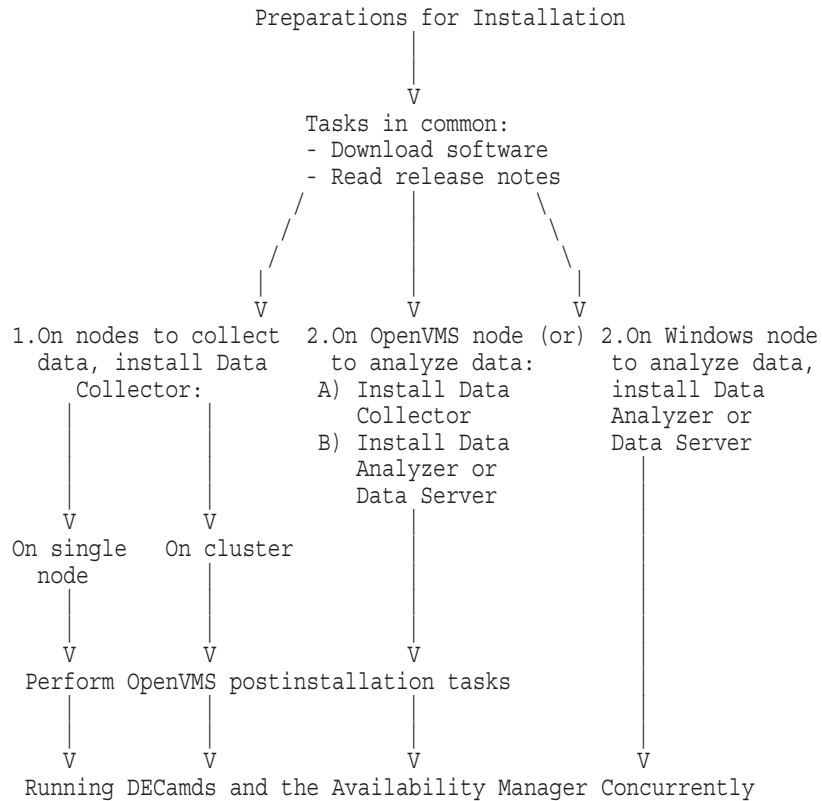 Preparations for Installation
V
Tasks in common:
- Download software
- Read release notes
V V V
1.On nodes to collect 2.On OpenVMS node (or) 2.On Windows node
data, install Data to analyze data: to analyze data,
Collector: A) Install Data install Data
Collector Analyzer or
B) Install Data Data Server
Analyzer or
Data Server
V V
On single On cluster
node
V V V
Perform OpenVMS postinstallation tasks
V V V V
Running DECamds and the Availability Manager Concurrently